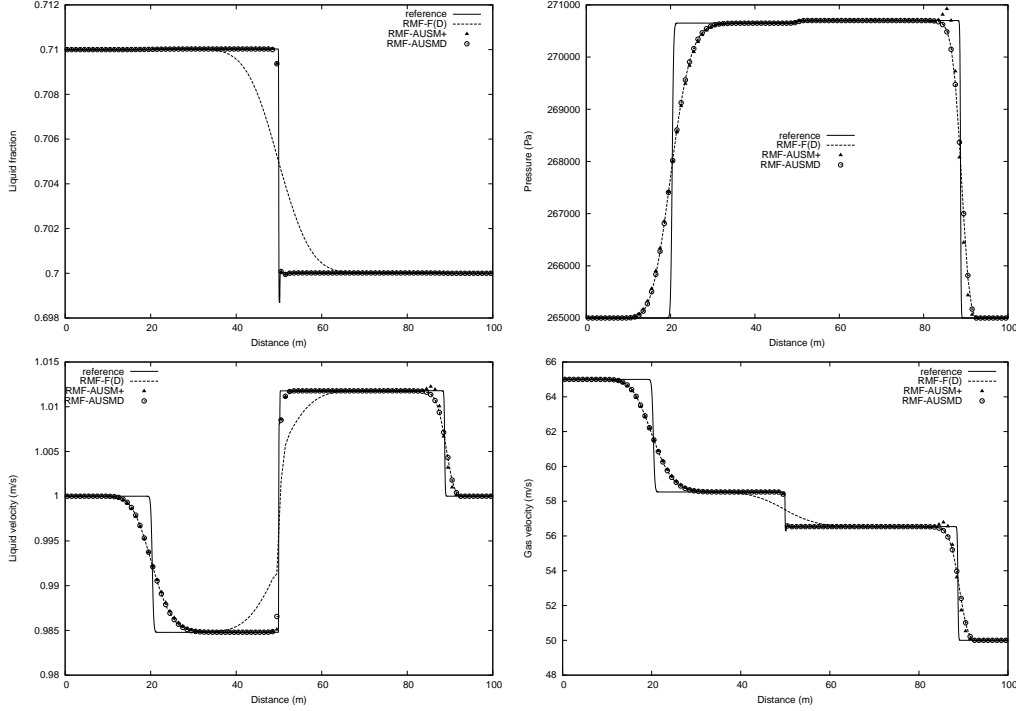 0.712
0.71
0.708
0.706
0.704
0.702
0.7
0.698
0 20 40 60 80 100
Liquid fraction
Distance (m)
reference
RMF-F(D)
RMF-AUSM+
RMF-AUSMD
271000
270000
269000
268000
267000
266000
265000
0 20 40 60 80 100
Pressure (Pa)
Distance (m)
reference
RMF-F(D)
RMF-AUSM+
RMF-AUSMD
1.015
1.01
1.005
1
0.995
0.99
0.985
0.98
0 20 40 60 80 100
Liquid velocity (m/s)
Distance (m)
reference
RMF-F(D)
RMF-AUSM+
RMF-AUSMD
66
64
62
60
58
56
54
52
50
48
0 20 40 60 80 100
Gas velocity (m/s)
Distance (m)
reference
RMF-F(D)
RMF-AUSM+
RMF-AUSMD